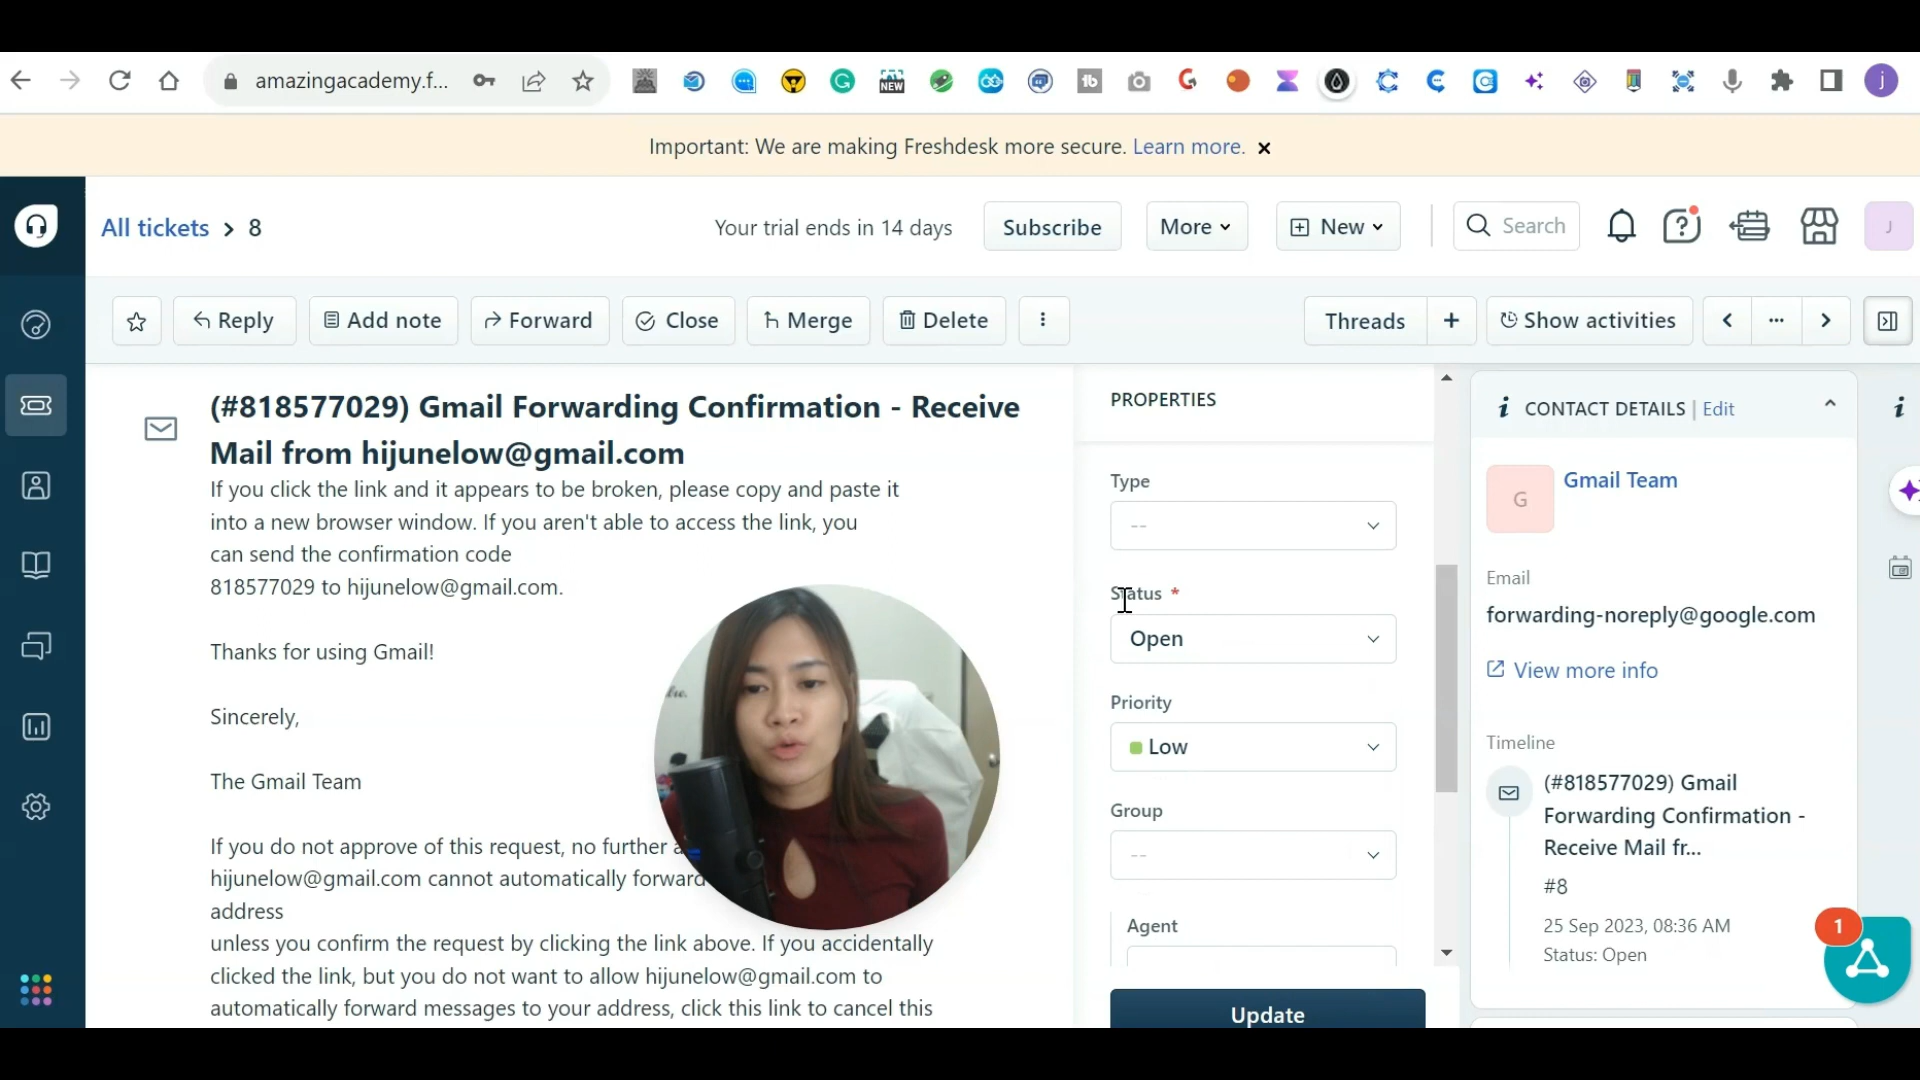 amazingacademy.f...
NEW
tb
j
Important: We are making Freshdesk more secure. Learn more. ×
All tickets > 8
Your trial ends in 14 days
Subscribe
More
New
Search
J
Reply
Add note
Forward
Close
Merge
Delete
Threads
+
Show activities
(#818577029) Gmail Forwarding Confirmation - Receive
Mail from hijunelow@gmail.com
If you click the link and it appears to be broken, please copy and paste it
into a new browser window. If you aren't able to access the link, you
can send the confirmation code
818577029 to hijunelow@gmail.com.
Thanks for using Gmail!
Sincerely,
The Gmail Team
If you do not approve of this request, no further a
hijunelow@gmail.com cannot automatically forward
address
unless you confirm the request by clicking the link above. If you accidentally
clicked the link, but you do not want to allow hijunelow@gmail.com to
automatically forward messages to your address, click this link to cancel this
PROPERTIES
Type
--
Status *
Open
Priority
Low
Group
--
Agent
Update
CONTACT DETAILS | Edit
G
Gmail Team
Email
forwarding-noreply@google.com
View more info
Timeline
(#818577029) Gmail
Forwarding Confirmation -
Receive Mail fr...
#8
25 Sep 2023, 08:36 AM
Status: Open
1